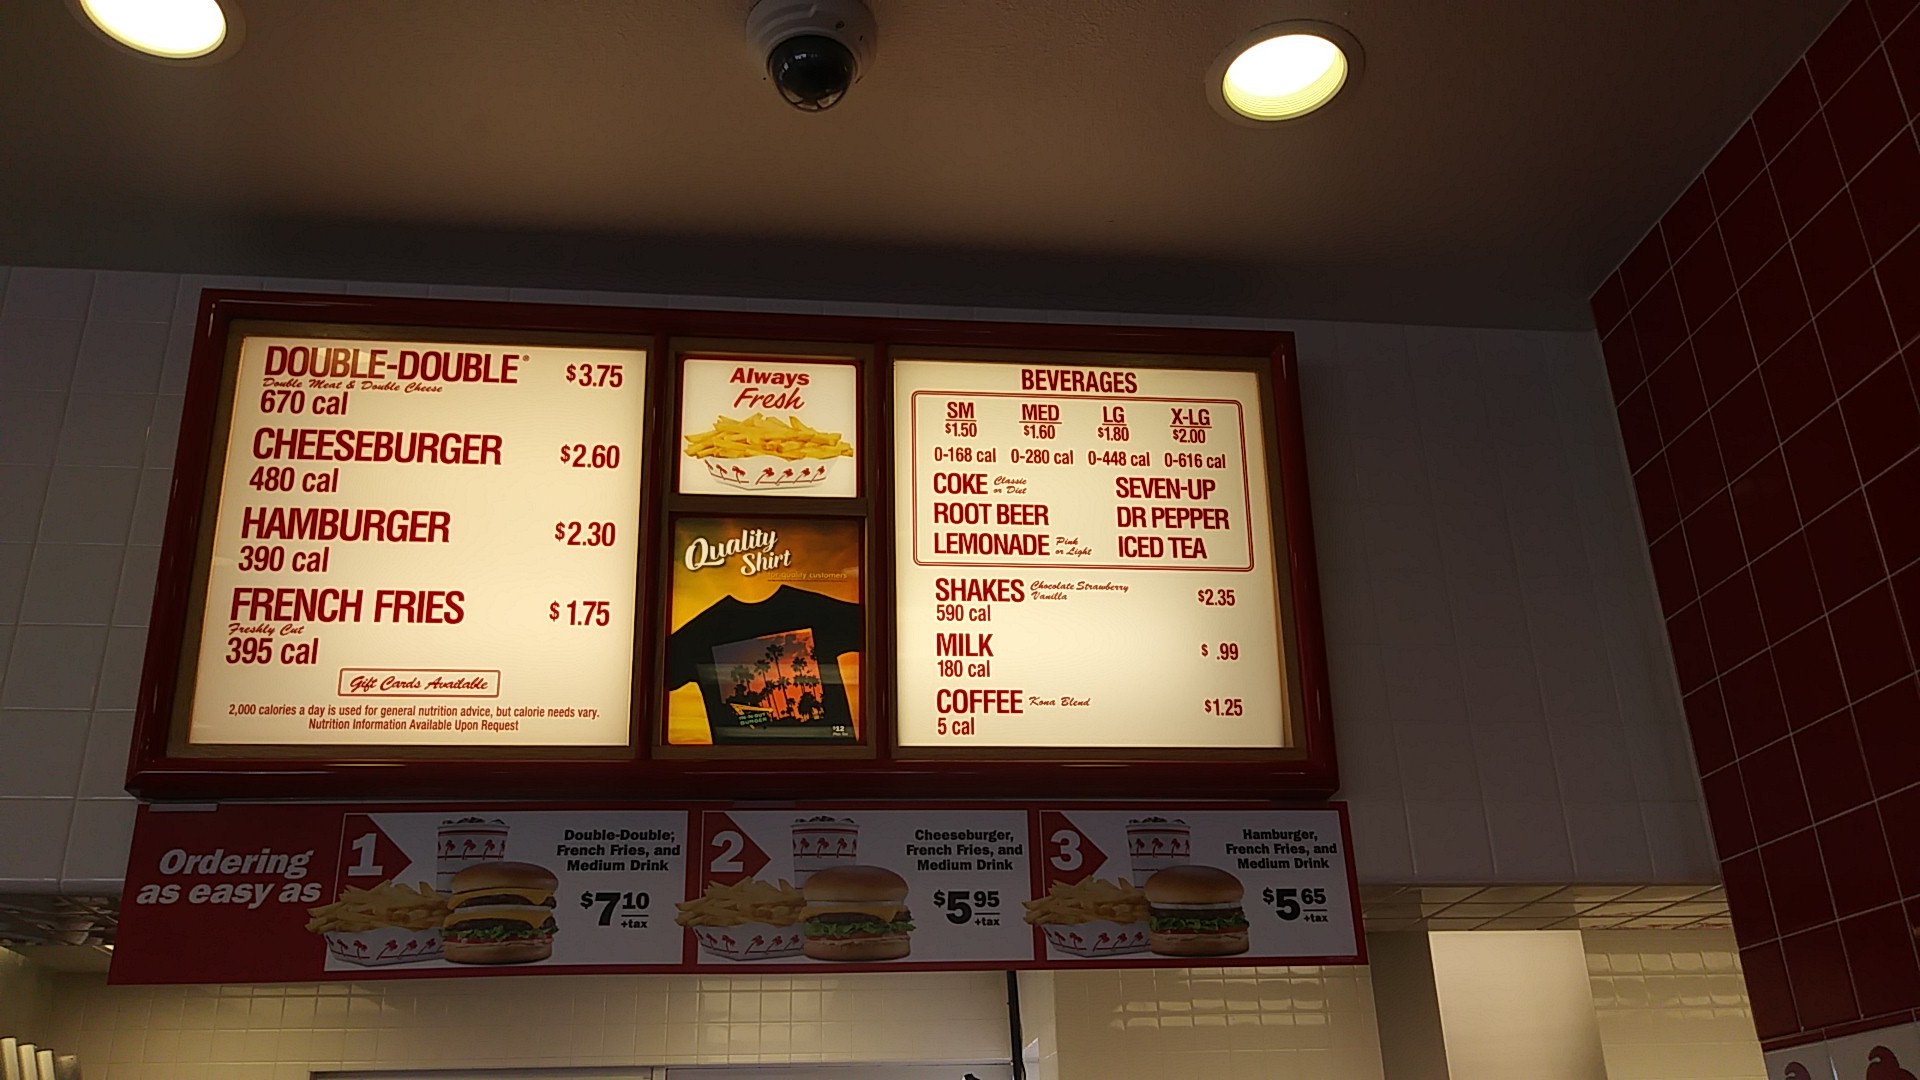 DOUBLE-DOUBLE® $3.75
Double Meat & Double Cheese
670 cal
CHEESEBURGER $2.60
480 cal
HAMBURGER $2.30
390 cal
FRENCH FRIES $1.75
Freshly Cut
395 cal
Gift Cards Available
2,000 calories a day is used for general nutrition advice, but calorie needs vary.
Nutrition Information Available Upon Request
Always
Fresh
Quality
Shirt
for quality customers
IN-N-OUT
BURGER
$12
BEVERAGES
SM MED LG X-LG
$1.50 $1.60 $1.80 $2.00
0-168 cal 0-280 cal 0-448 cal 0-616 cal
COKE Classic or Diet SEVEN-UP
ROOT BEER DR PEPPER
LEMONADE Pink or Light ICED TEA
SHAKES Chocolate Strawberry Vanilla $2.35
590 cal
MILK $ .99
180 cal
COFFEE Kona Blend $1.25
5 cal
Ordering
as easy as
1
Double-Double,
French Fries, and
Medium Drink
$7.10
+tax
2
Cheeseburger,
French Fries, and
Medium Drink
$5.95
+tax
3
Hamburger,
French Fries, and
Medium Drink
$5.65
+tax